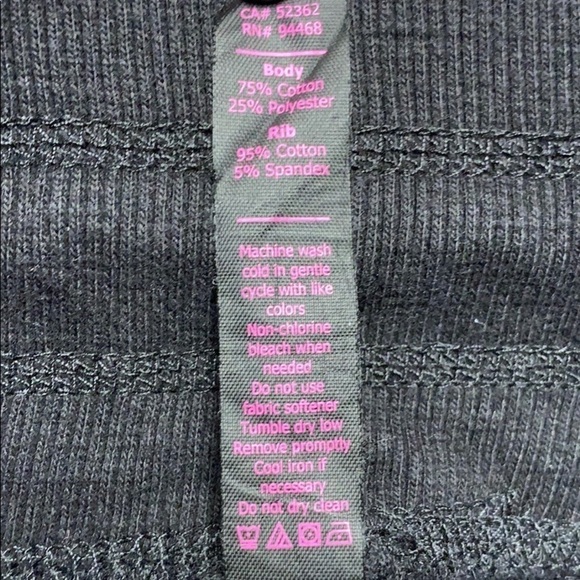 CA# 52362
RN# 94468
Body
75% Cotton
25% Polyester
Rib
95% Cotton
5% Spandex
Machine wash
cold in gentle
cycle with like
colors
Non-chlorine
bleach when
needed
Do not use
fabric softener
Tumble dry low
Remove promptly
Cool iron if
necessary
Do not dry clean